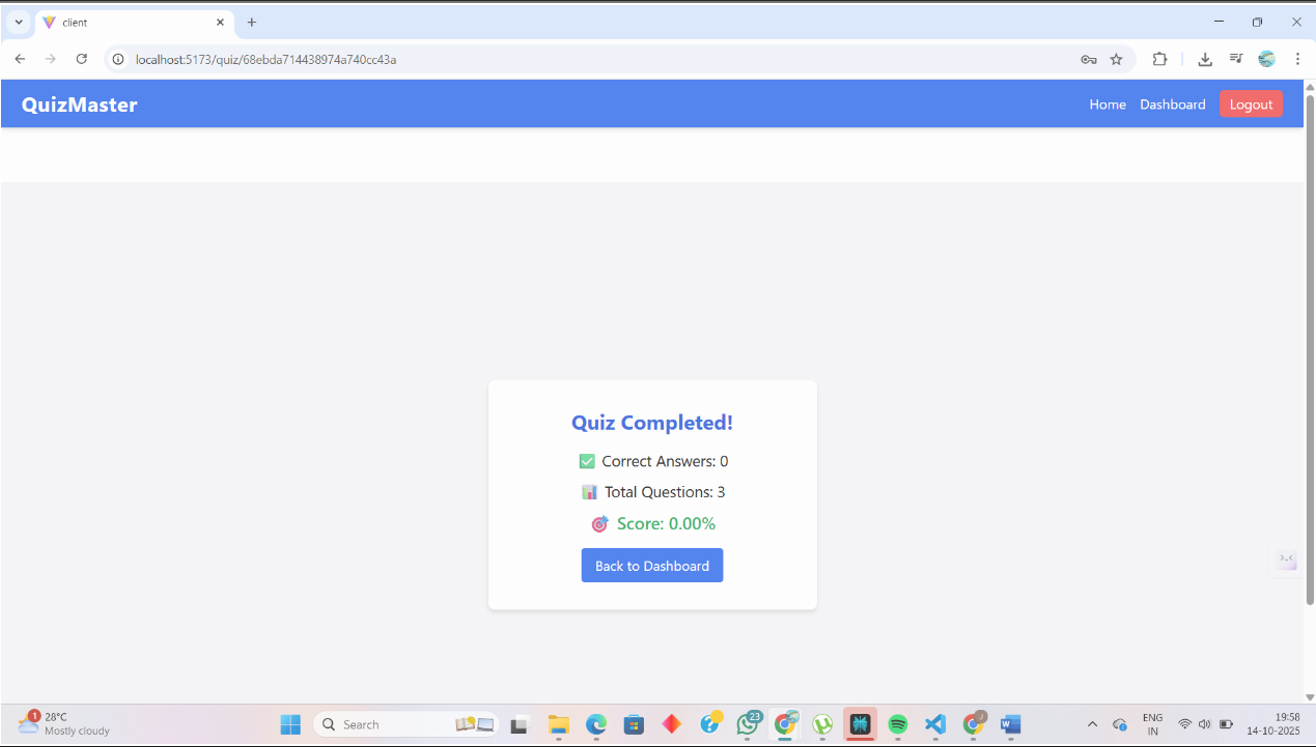 client
localhost:5173/quiz/68ebda714438974a740cc43a
QuizMaster
Home Dashboard Logout
Quiz Completed!
✅ Correct Answers: 0
📊 Total Questions: 3
🎯 Score: 0.00%
Back to Dashboard
1
28°C
Mostly cloudy
Search
23
J
W
ENG
IN
19:58
14-10-2025